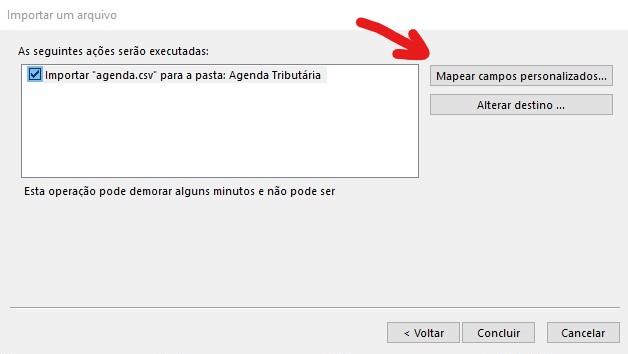 Importar um arquivo
As seguintes ações serão executadas:
Importar "agenda.csv" para a pasta: Agenda Tributária
Mapear campos personalizados...
Alterar destino ...
Esta operação pode demorar alguns minutos e não pode ser
< Voltar
Concluir
Cancelar